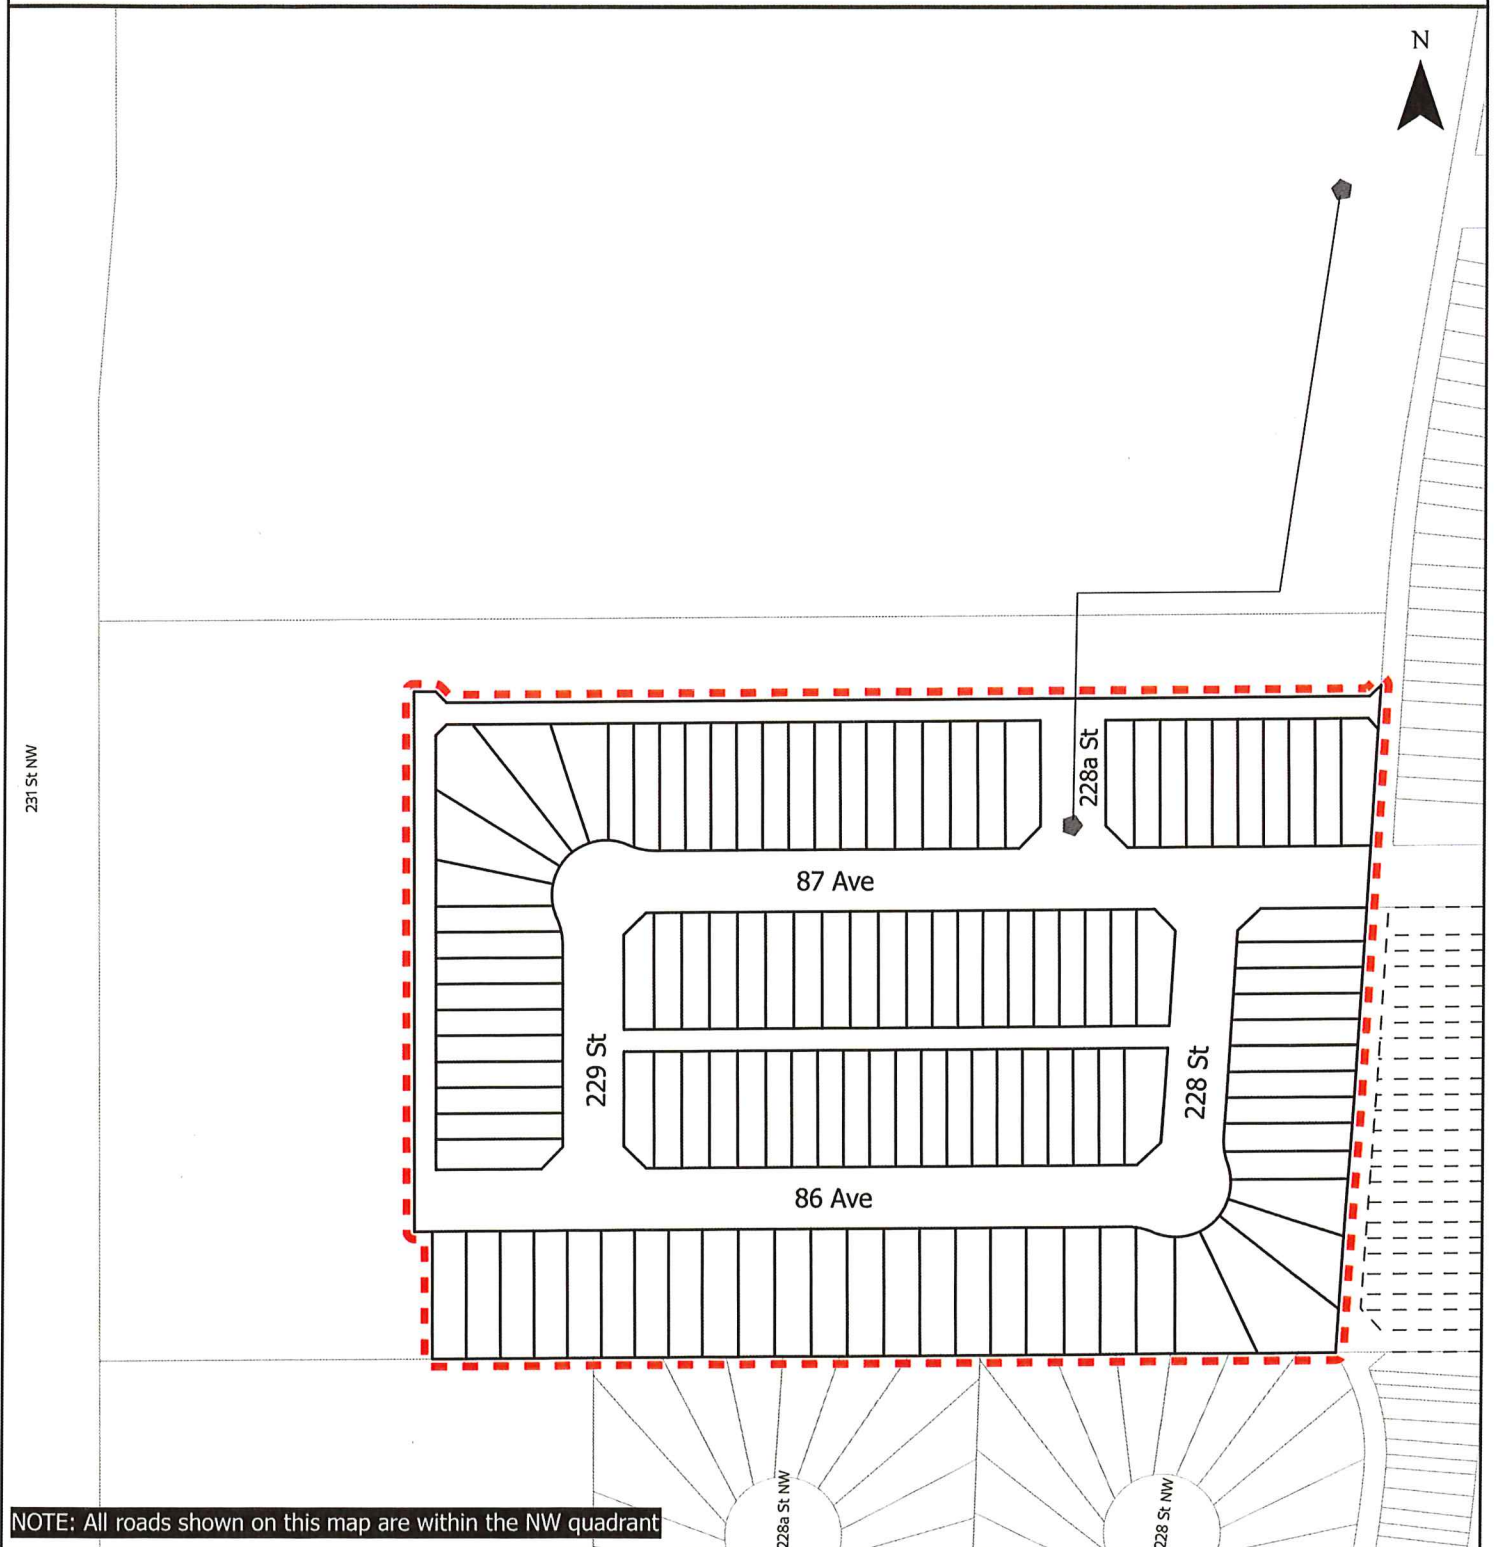 N
228a St
231 St NW
87 Ave
229 St
228 St
86 Ave
228a St NW
228 St NW
NOTE: All roads shown on this map are within the NW quadrant